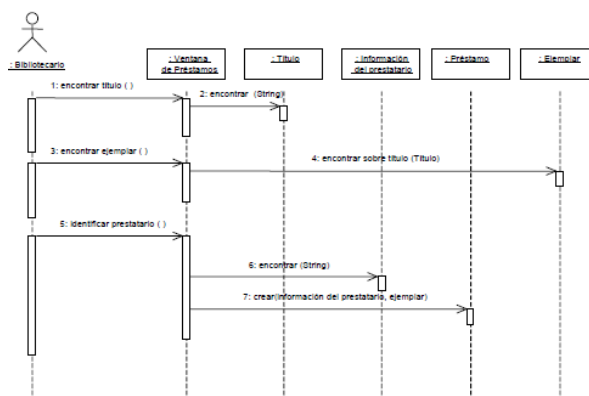 : Bibliotecario
: Ventana
de Préstamos
: Título
: Información
del prestatario
: Préstamo
: Ejemplar
1: encontrar título ( )
2: encontrar (String)
3: encontrar ejemplar ( )
4: encontrar sobre título (Título)
5: identificar prestatario ( )
6: encontrar (String)
7: crear(información del prestatario, ejemplar)